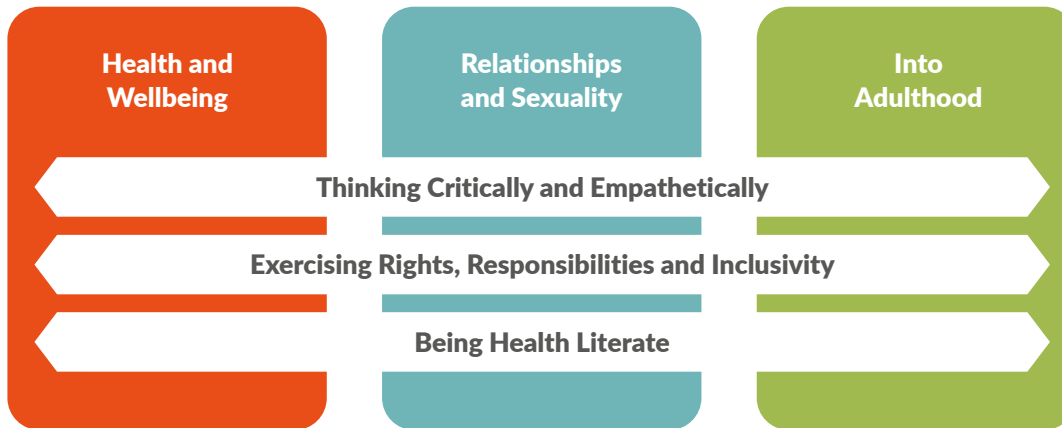 Health and
Wellbeing
Relationships
and Sexuality
Into
Adulthood
Thinking Critically and Empathetically
Exercising Rights, Responsibilities and Inclusivity
Being Health Literate